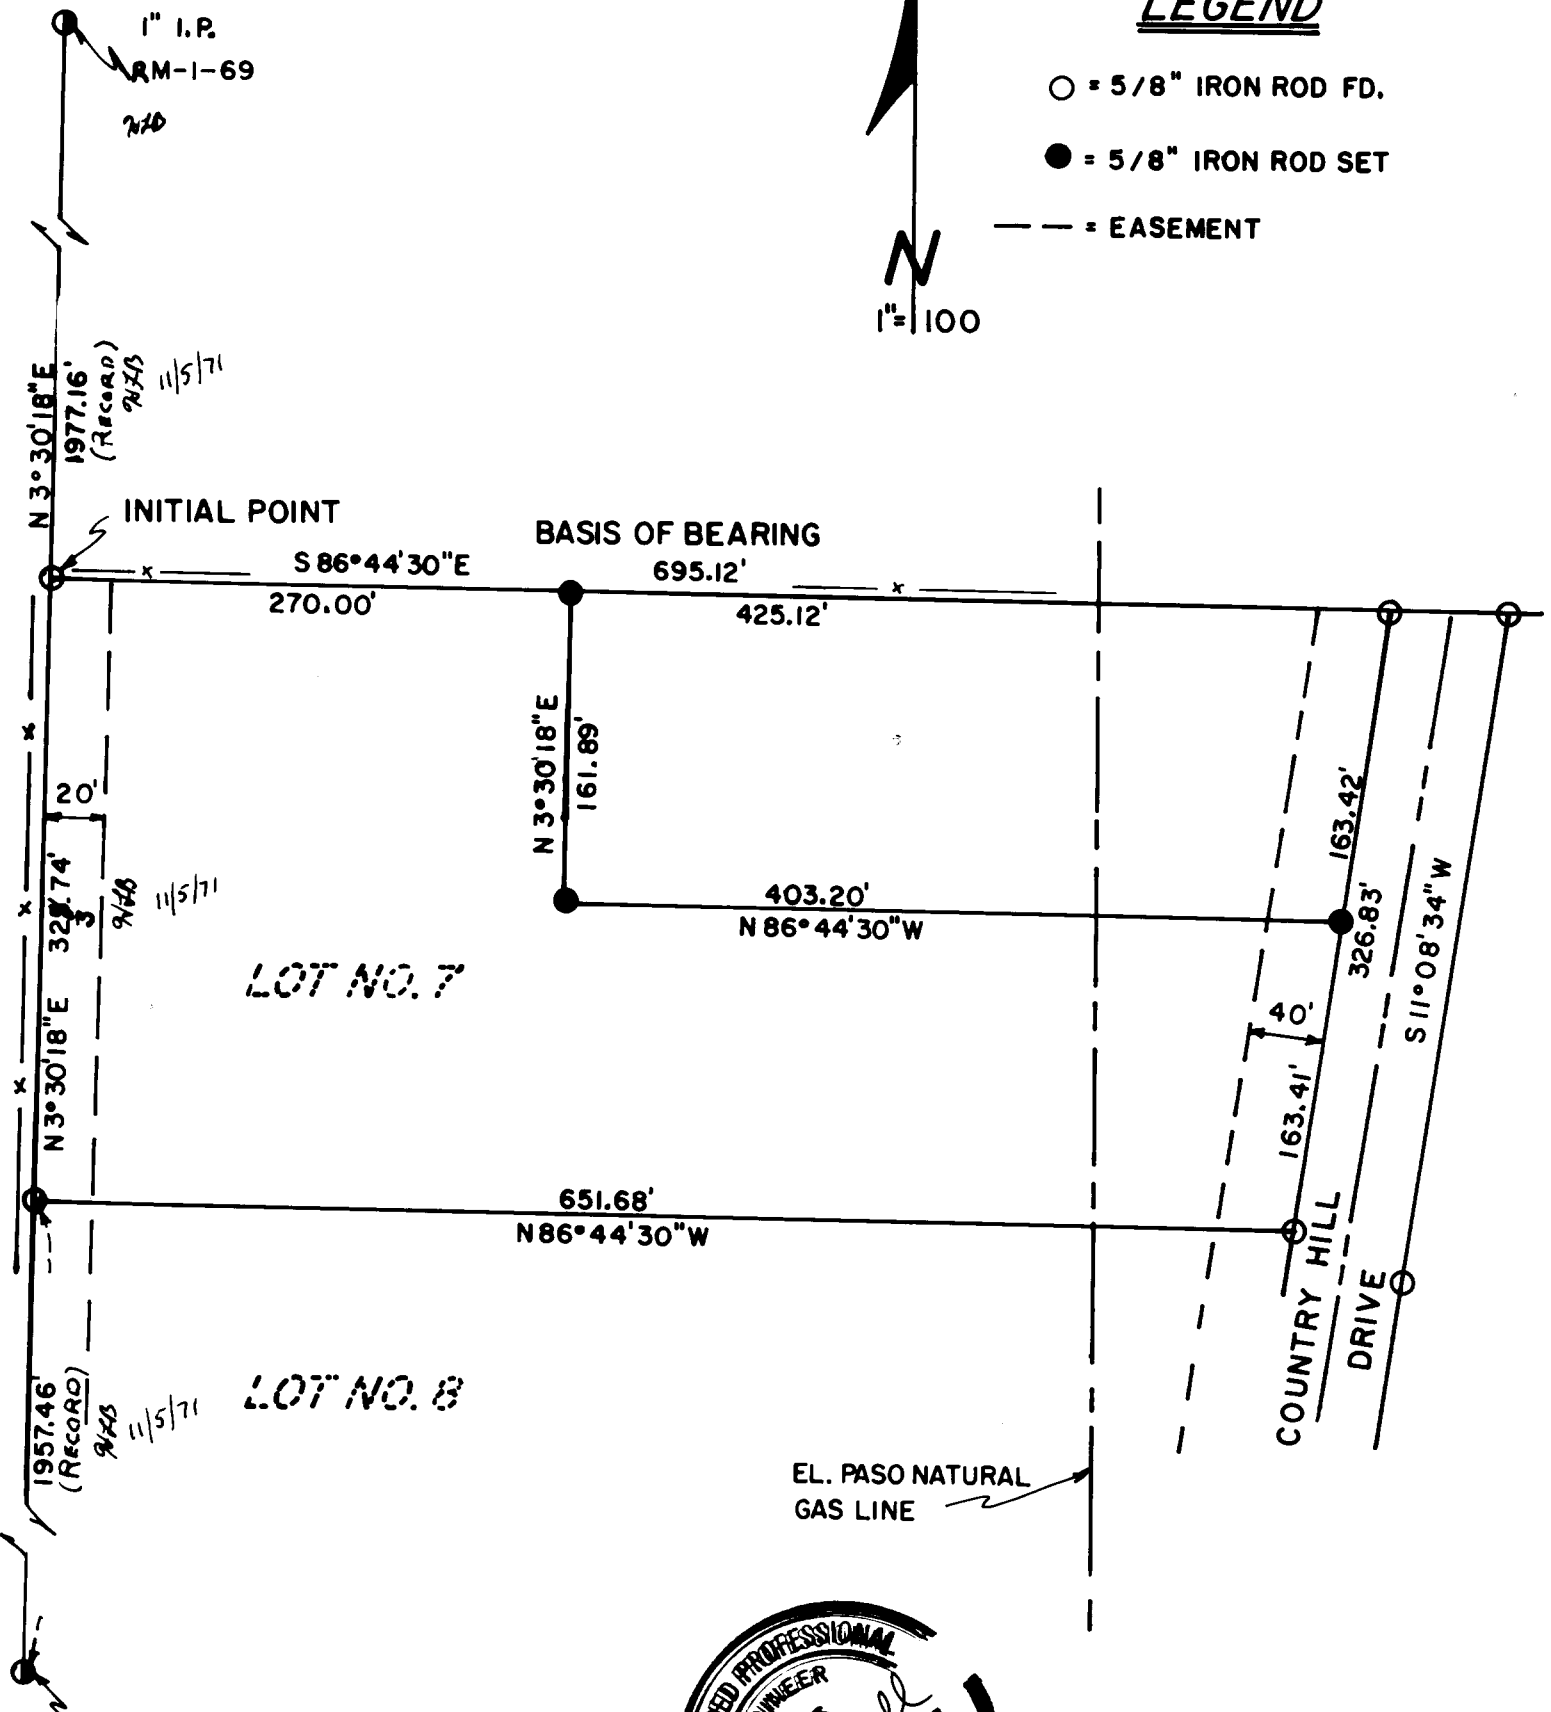 LEGEND
1" I.P.
RM-1-69
= 5/8" IRON ROD FD.
= 5/8" IRON ROD SET
= EASEMENT
N
1"= 100
N 3°30'18"E
1977.16'
(RECORD)
11/5/71
INITIAL POINT
BASIS OF BEARING
S 86°44'30"E
695.12'
270.00'
425.12'
x
x
N 3°30'18"E
161.89'
x
20'
163.42'
x
3
11/5/71
403.20'
N 86°44'30"W
326.83'
S 11°08'34"W
LOT NO. 7
40'
N 3°30'18"E
x
163.41'
651.68'
N 86°44'30"W
COUNTRY HILL
DRIVE
1957.46'
(RECORD)
11/5/71
LOT NO. 8
EL. PASO NATURAL
GAS LINE
PROFESSIONAL